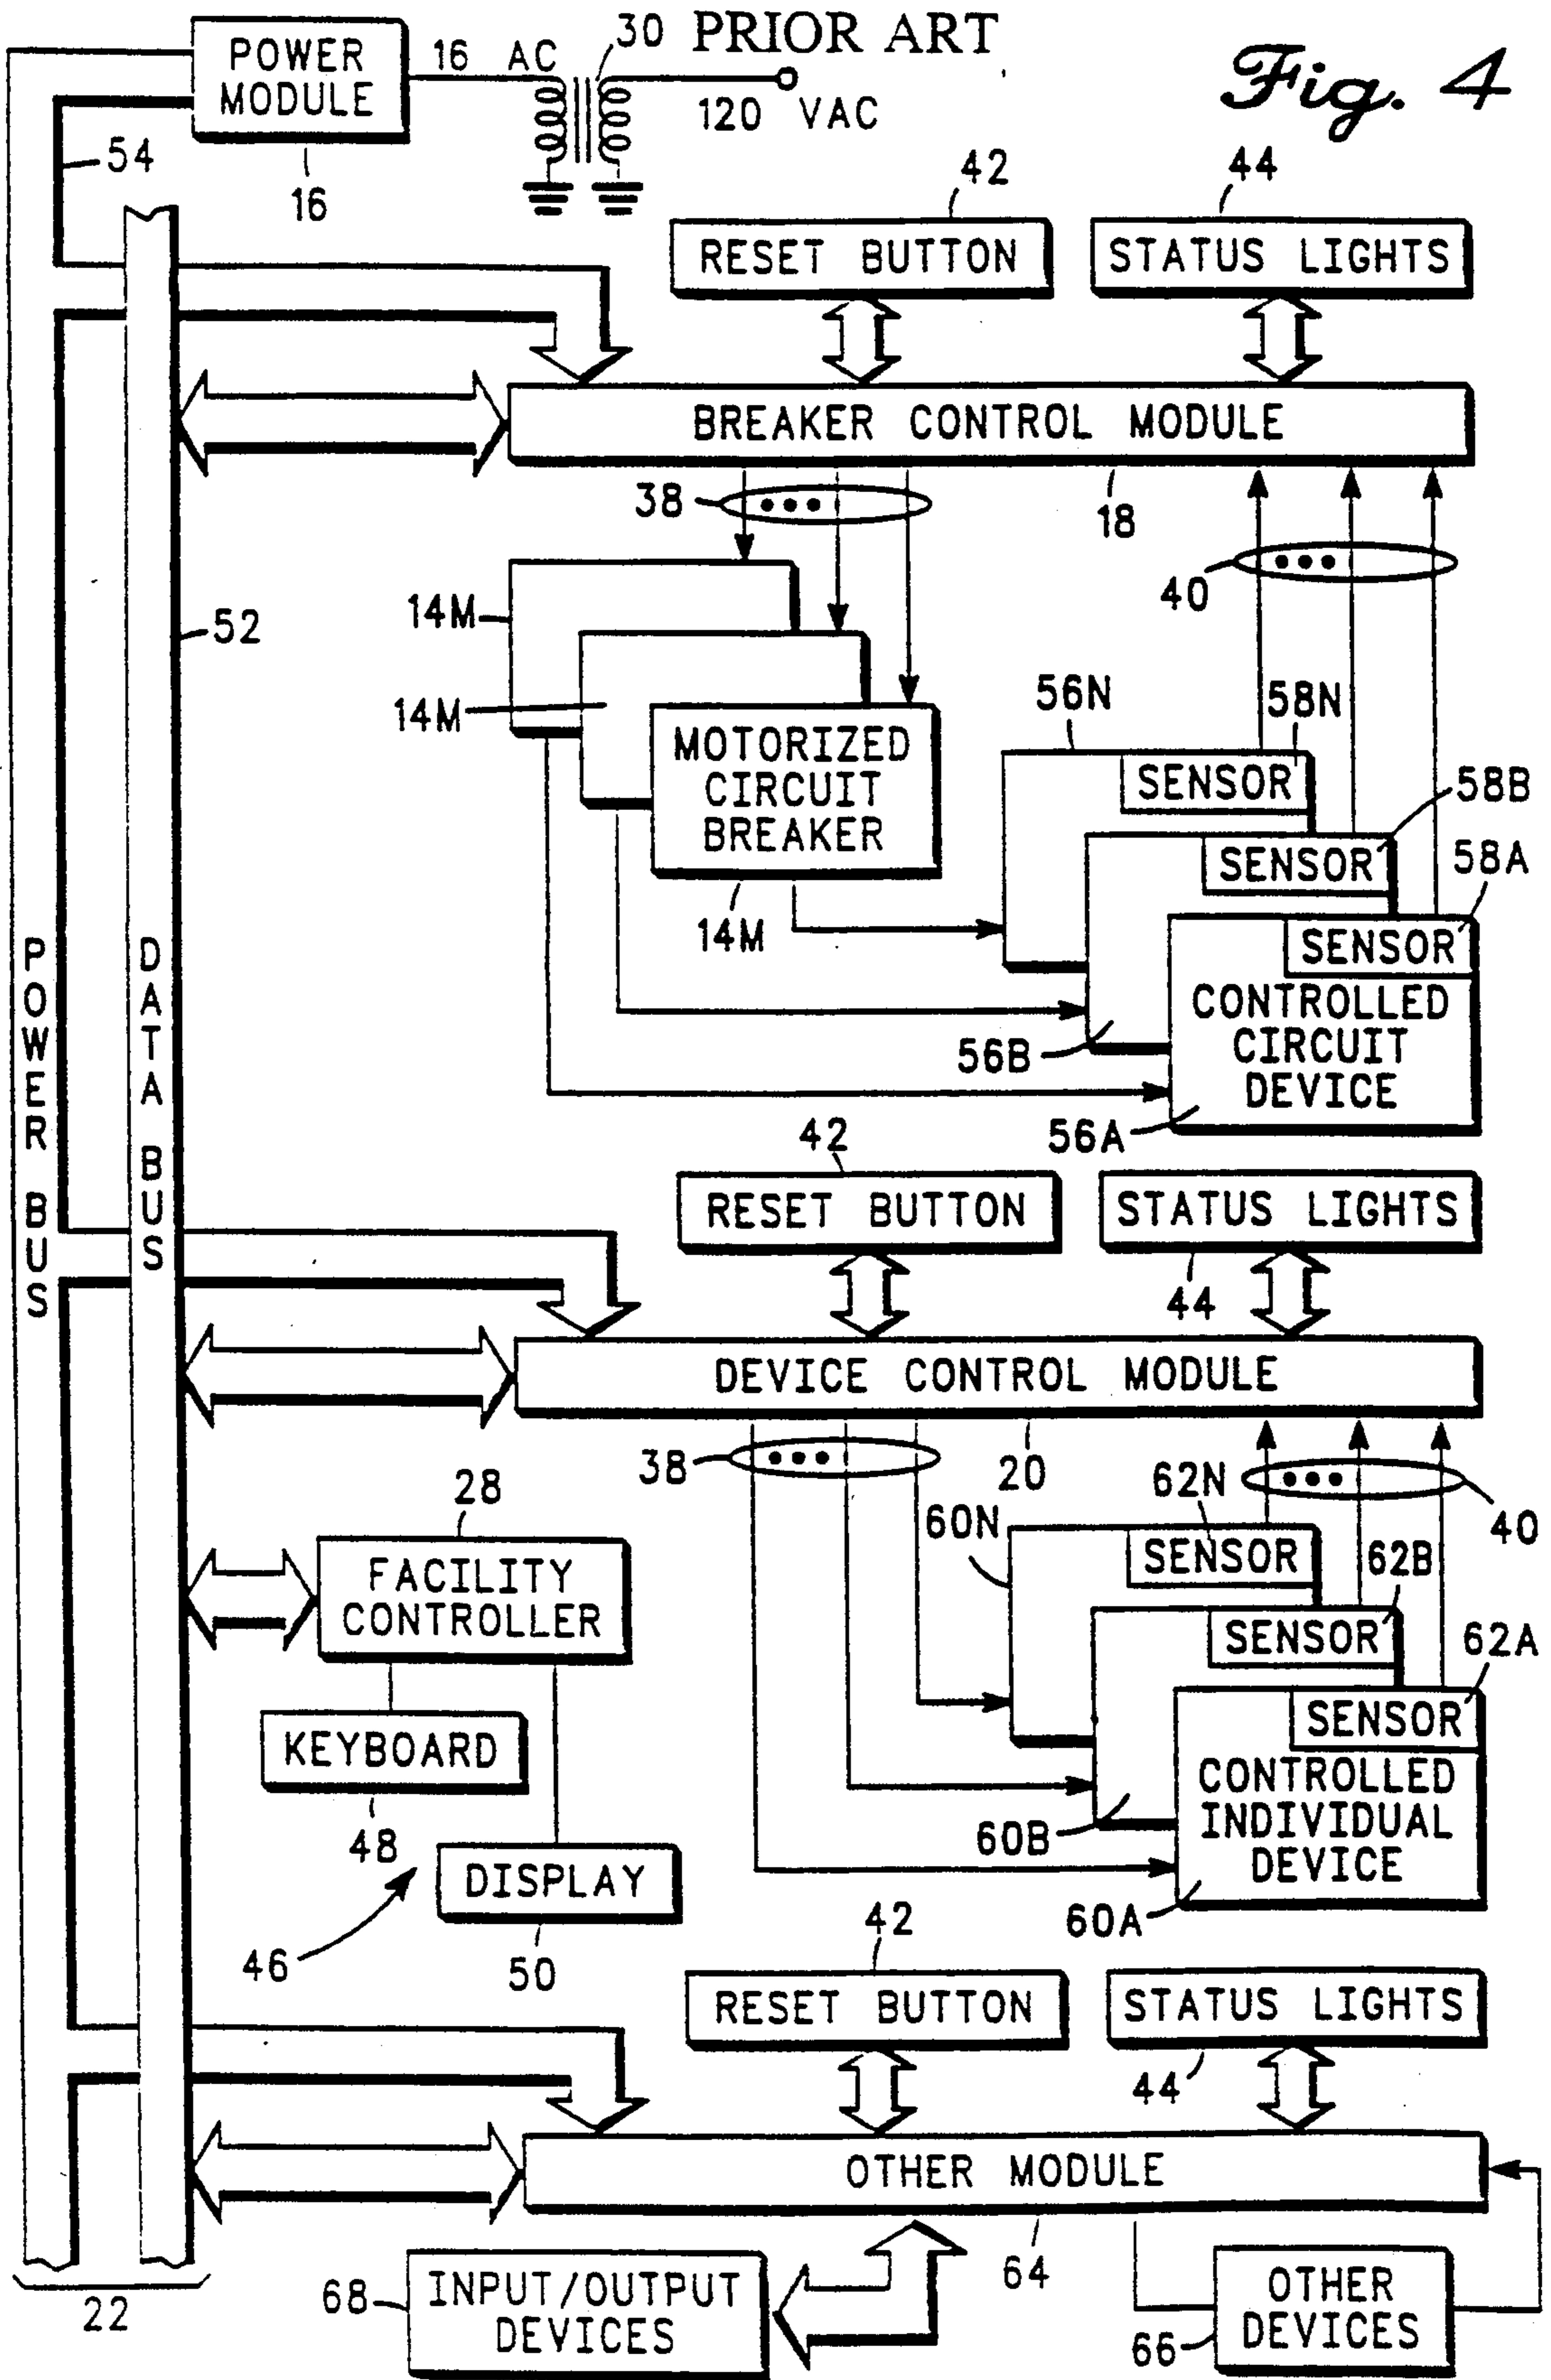 PRIOR ART
Fig. 4
POWER
MODULE
16 AC
30
120 VAC
16
54
42
44
RESET BUTTON
STATUS LIGHTS
BREAKER CONTROL MODULE
38
18
40
52
14M
14M
MOTORIZED
CIRCUIT
BREAKER
14M
56N
58N
SENSOR
58B
SENSOR
58A
SENSOR
CONTROLLED
CIRCUIT
DEVICE
56B
56A
POWER BUS
DATA BUS
42
RESET BUTTON
STATUS LIGHTS
44
DEVICE CONTROL MODULE
38
20
40
62N
60N
SENSOR
62B
SENSOR
62A
SENSOR
CONTROLLED
INDIVIDUAL
DEVICE
60B
60A
28
FACILITY
CONTROLLER
KEYBOARD
48
DISPLAY
46
50
42
RESET BUTTON
STATUS LIGHTS
44
OTHER MODULE
64
22
68
INPUT/OUTPUT
DEVICES
66
OTHER
DEVICES